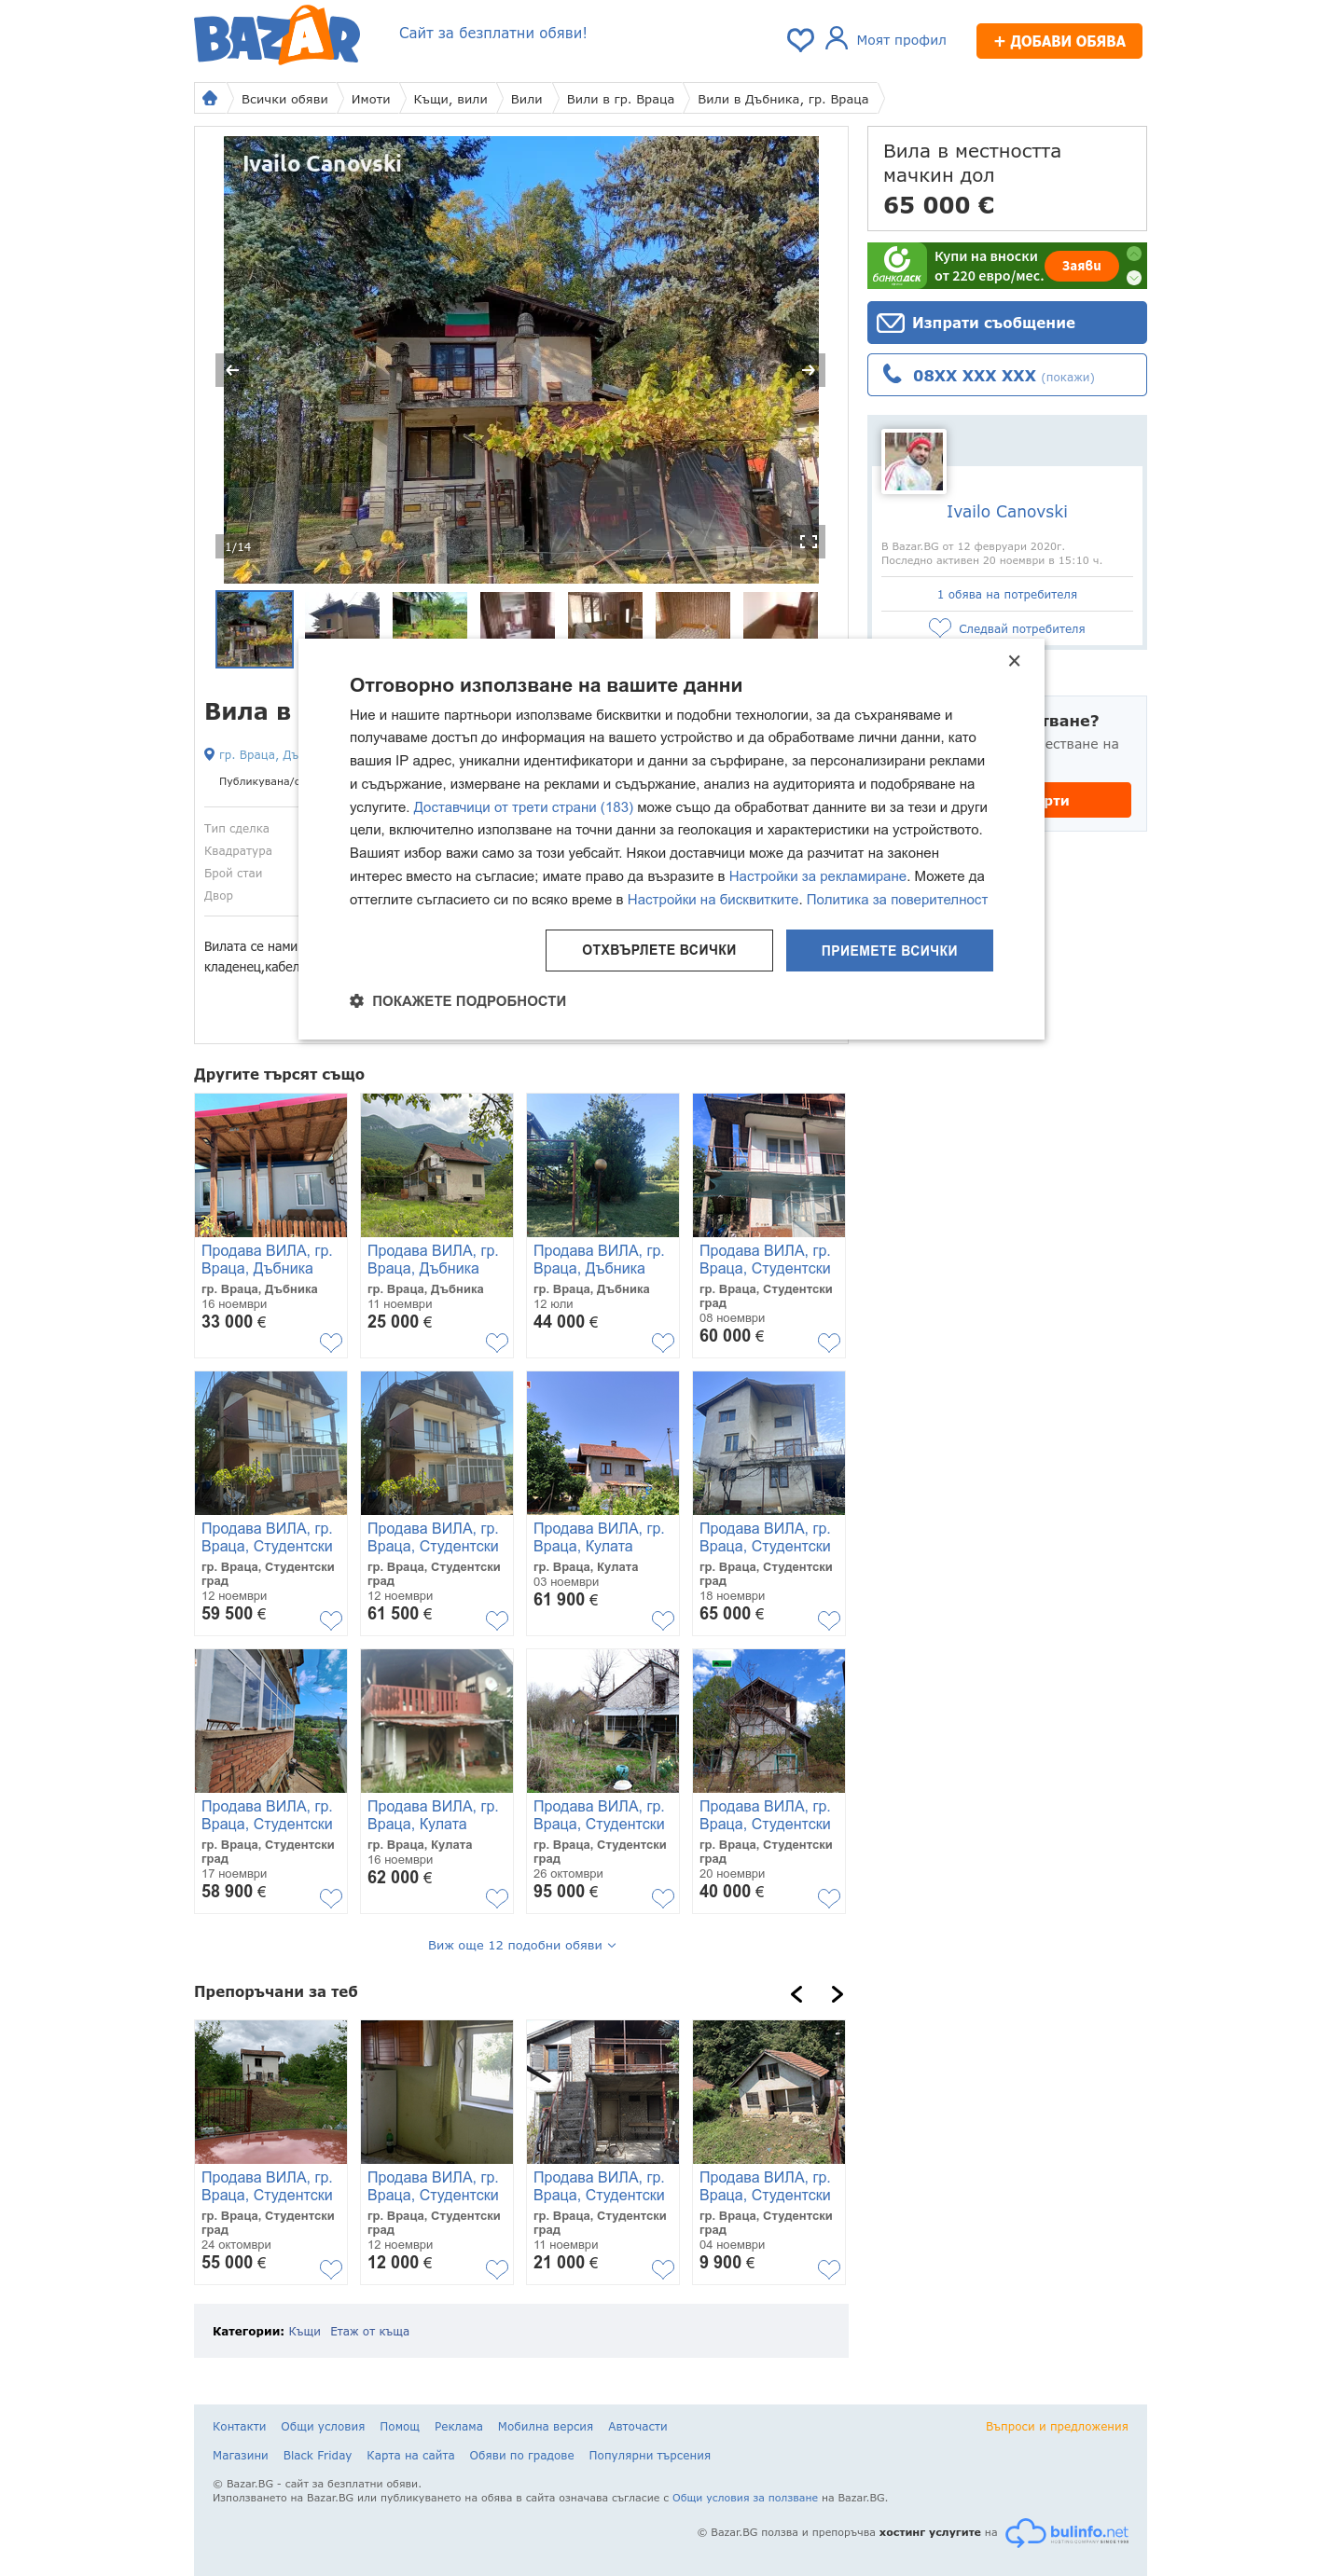 BAZAR
Сайт за безплатни обяви!
Моят профил
+ ДОБАВИ ОБЯВА
Всички обяви
Имоти
Къщи, вили
Вили
Вили в гр. Враца
Вили в Дъбника, гр. Враца
Ivailo Canovski
1/14
Вила в местността
мачкин дол
65 000 €
банка дск
Купи на вноски
от 220 евро/мес.
Заяви
Изпрати съобщение
08XX XXX XXX (покажи)
Ivailo Canovski
В Bazar.BG от 12 февруари 2020г.
Последно активен 20 ноември в 15:10 ч.
1 обява на потребителя
Следвай потребителя
Вила в
гр. Враца, Дъ
Публикувана/о
Тип сделка
Квадратура
Брой стаи
Двор
Вилата се нами
кладенец,кабел
Отговорно използване на вашите данни
Ние и нашите партньори използваме бисквитки и подобни технологии, за да съхраняваме и
получаваме достъп до информация на вашето устройство и да обработваме лични данни, като
вашия IP адрес, уникални идентификатори и данни за сърфиране, за персонализирани реклами
и съдържание, измерване на реклами и съдържание, анализ на аудиторията и подобряване на
услугите. Доставчици от трети страни (183) може също да обработват данните ви за тези и други
цели, включително използване на точни данни за геолокация и характеристики на устройството.
Вашият избор важи само за този уебсайт. Някои доставчици може да разчитат на законен
интерес вместо на съгласие; имате право да възразите в Настройки за рекламиране. Можете да
оттеглите съгласието си по всяко време в Настройки на бисквитките. Политика за поверителност
ОТХВЪРЛЕТЕ ВСИЧКИ
ПРИЕМЕТЕ ВСИЧКИ
ПОКАЖЕТЕ ПОДРОБНОСТИ
тване?
естване на
рти
Другите търсят също
Продава ВИЛА, гр.
Враца, Дъбника
гр. Враца, Дъбника
16 ноември
33 000 €
Продава ВИЛА, гр.
Враца, Дъбника
гр. Враца, Дъбника
11 ноември
25 000 €
Продава ВИЛА, гр.
Враца, Дъбника
гр. Враца, Дъбника
12 юли
44 000 €
Продава ВИЛА, гр.
Враца, Студентски
гр. Враца, Студентски
град
08 ноември
60 000 €
Продава ВИЛА, гр.
Враца, Студентски
гр. Враца, Студентски
град
12 ноември
59 500 €
Продава ВИЛА, гр.
Враца, Студентски
гр. Враца, Студентски
град
12 ноември
61 500 €
Продава ВИЛА, гр.
Враца, Кулата
гр. Враца, Кулата
03 ноември
61 900 €
Продава ВИЛА, гр.
Враца, Студентски
гр. Враца, Студентски
град
18 ноември
65 000 €
Продава ВИЛА, гр.
Враца, Студентски
гр. Враца, Студентски
град
17 ноември
58 900 €
Продава ВИЛА, гр.
Враца, Кулата
гр. Враца, Кулата
16 ноември
62 000 €
Продава ВИЛА, гр.
Враца, Студентски
гр. Враца, Студентски
град
26 октомври
95 000 €
Продава ВИЛА, гр.
Враца, Студентски
гр. Враца, Студентски
град
20 ноември
40 000 €
Виж още 12 подобни обяви
Препоръчани за теб
Продава ВИЛА, гр.
Враца, Студентски
гр. Враца, Студентски
град
24 октомври
55 000 €
Продава ВИЛА, гр.
Враца, Студентски
гр. Враца, Студентски
град
12 ноември
12 000 €
Продава ВИЛА, гр.
Враца, Студентски
гр. Враца, Студентски
град
11 ноември
21 000 €
Продава ВИЛА, гр.
Враца, Студентски
гр. Враца, Студентски
град
04 ноември
9 900 €
Категории: Къщи Етаж от къща
Контакти Общи условия Помощ Реклама Мобилна версия Авточасти
Въпроси и предложения
Магазини Black Friday Карта на сайта Обяви по градове Популярни търсения
© Bazar.BG - сайт за безплатни обяви.
Използването на Bazar.BG или публикуването на обява в сайта означава съгласие с Общи условия за ползване на Bazar.BG.
© Bazar.BG ползва и препоръчва хостинг услугите на
bulinfo.net
HOSTING COMPANY SINCE 1998